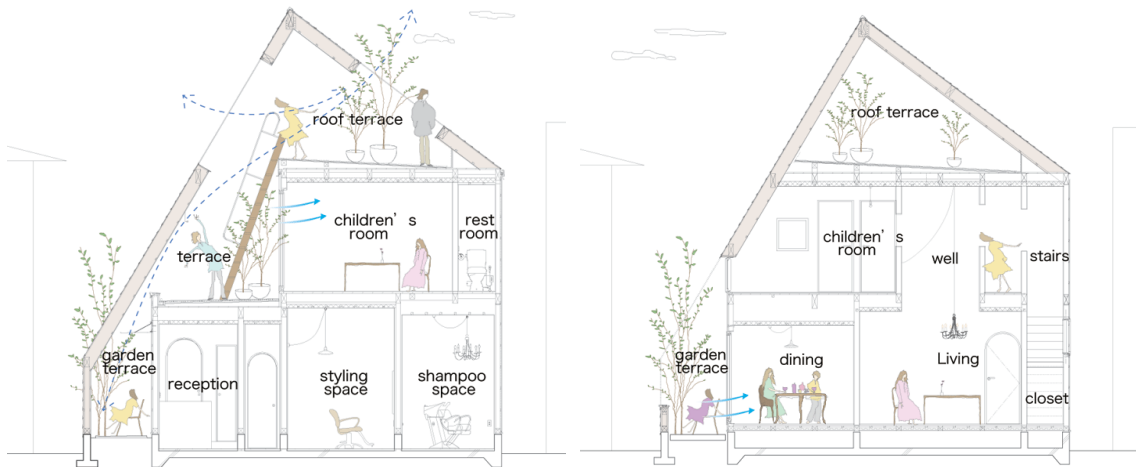 roof terrace
children’s
room
rest
room
terrace
garden
terrace
reception
styling
space
shampoo
space
roof terrace
children’s
room
well
stairs
garden
terrace
dining
Living
closet